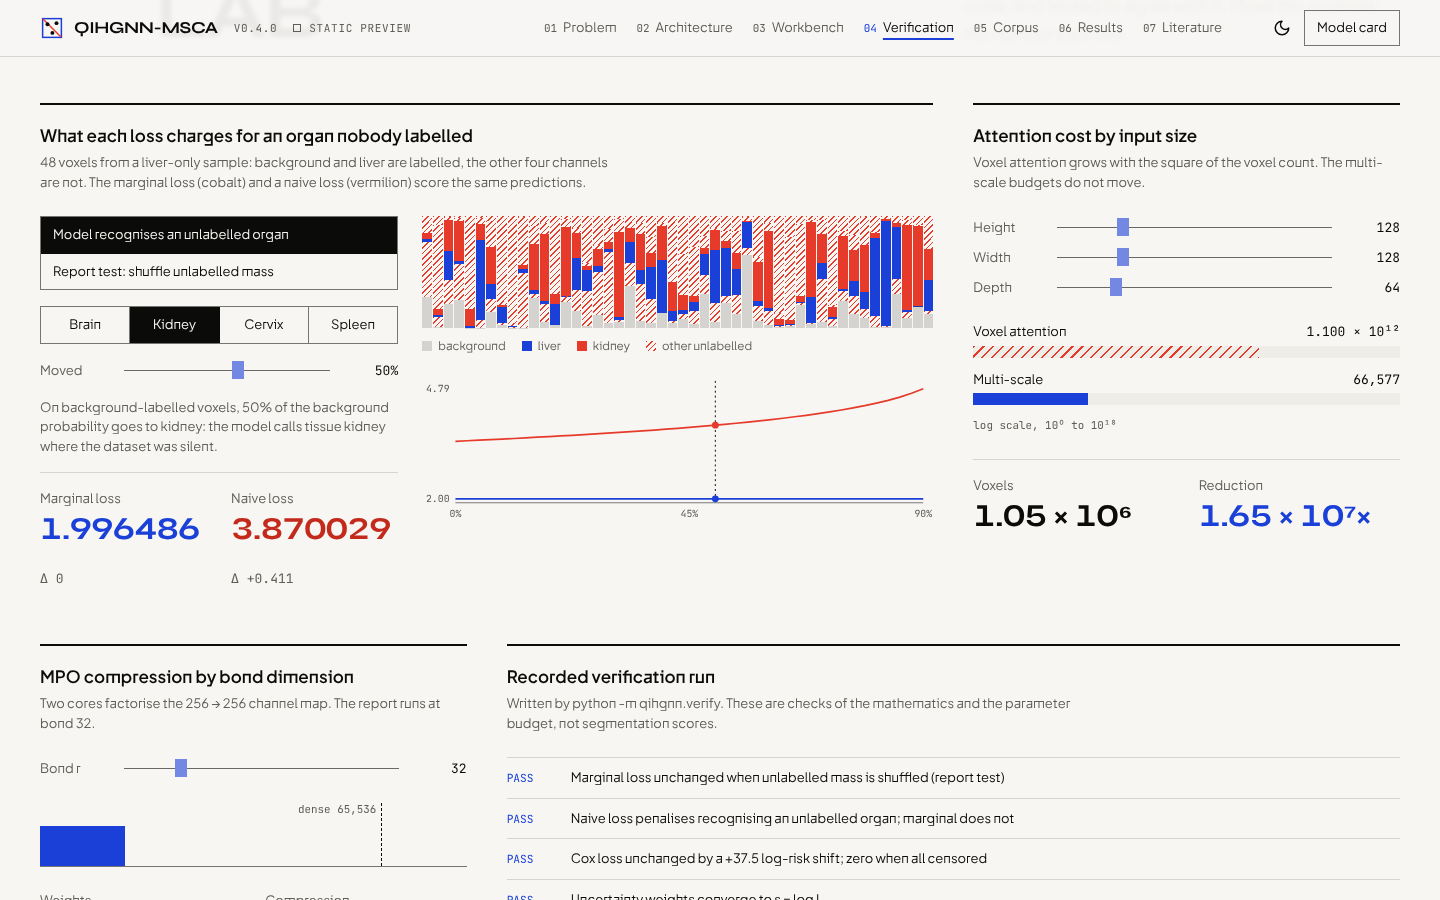 QIHGNN-MSCA V0.4.0 STATIC PREVIEW 01 Problem 02 Architecture 03 Workbench 04 Verification 05 Corpus 06 Results 07 Literature Model card
What each loss charges for an organ nobody labelled
48 voxels from a liver-only sample: background and liver are labelled, the other four channels
are not. The marginal loss (cobalt) and a naive loss (vermilion) score the same predictions.
Model recognises an unlabelled organ
Report test: shuffle unlabelled mass
Brain Kidney Cervix Spleen
Moved 50%
On background-labelled voxels, 50% of the background
probability goes to kidney: the model calls tissue kidney
where the dataset was silent.
Marginal loss Naive loss
1.996486 3.870029
Δ 0 Δ +0.411
background liver kidney other unlabelled
4.79
2.00
0% 45% 90%
Attention cost by input size
Voxel attention grows with the square of the voxel count. The multi-
scale budgets do not move.
Height 128
Width 128
Depth 64
Voxel attention 1.100 × 10¹²
Multi-scale 66,577
log scale, 10⁰ to 10¹⁸
Voxels Reduction
1.05 × 10⁶ 1.65 × 10⁷×
MPO compression by bond dimension
Two cores factorise the 256 → 256 channel map. The report runs at
bond 32.
Bond r 32
dense 65,536
Weights Compression
Recorded verification run
Written by python -m qihgnn.verify. These are checks of the mathematics and the parameter
budget, not segmentation scores.
PASS Marginal loss unchanged when unlabelled mass is shuffled (report test)
PASS Naive loss penalises recognising an unlabelled organ; marginal does not
PASS Cox loss unchanged by a +37.5 log-risk shift; zero when all censored
PASS Uncertainty weights converge to s = log L